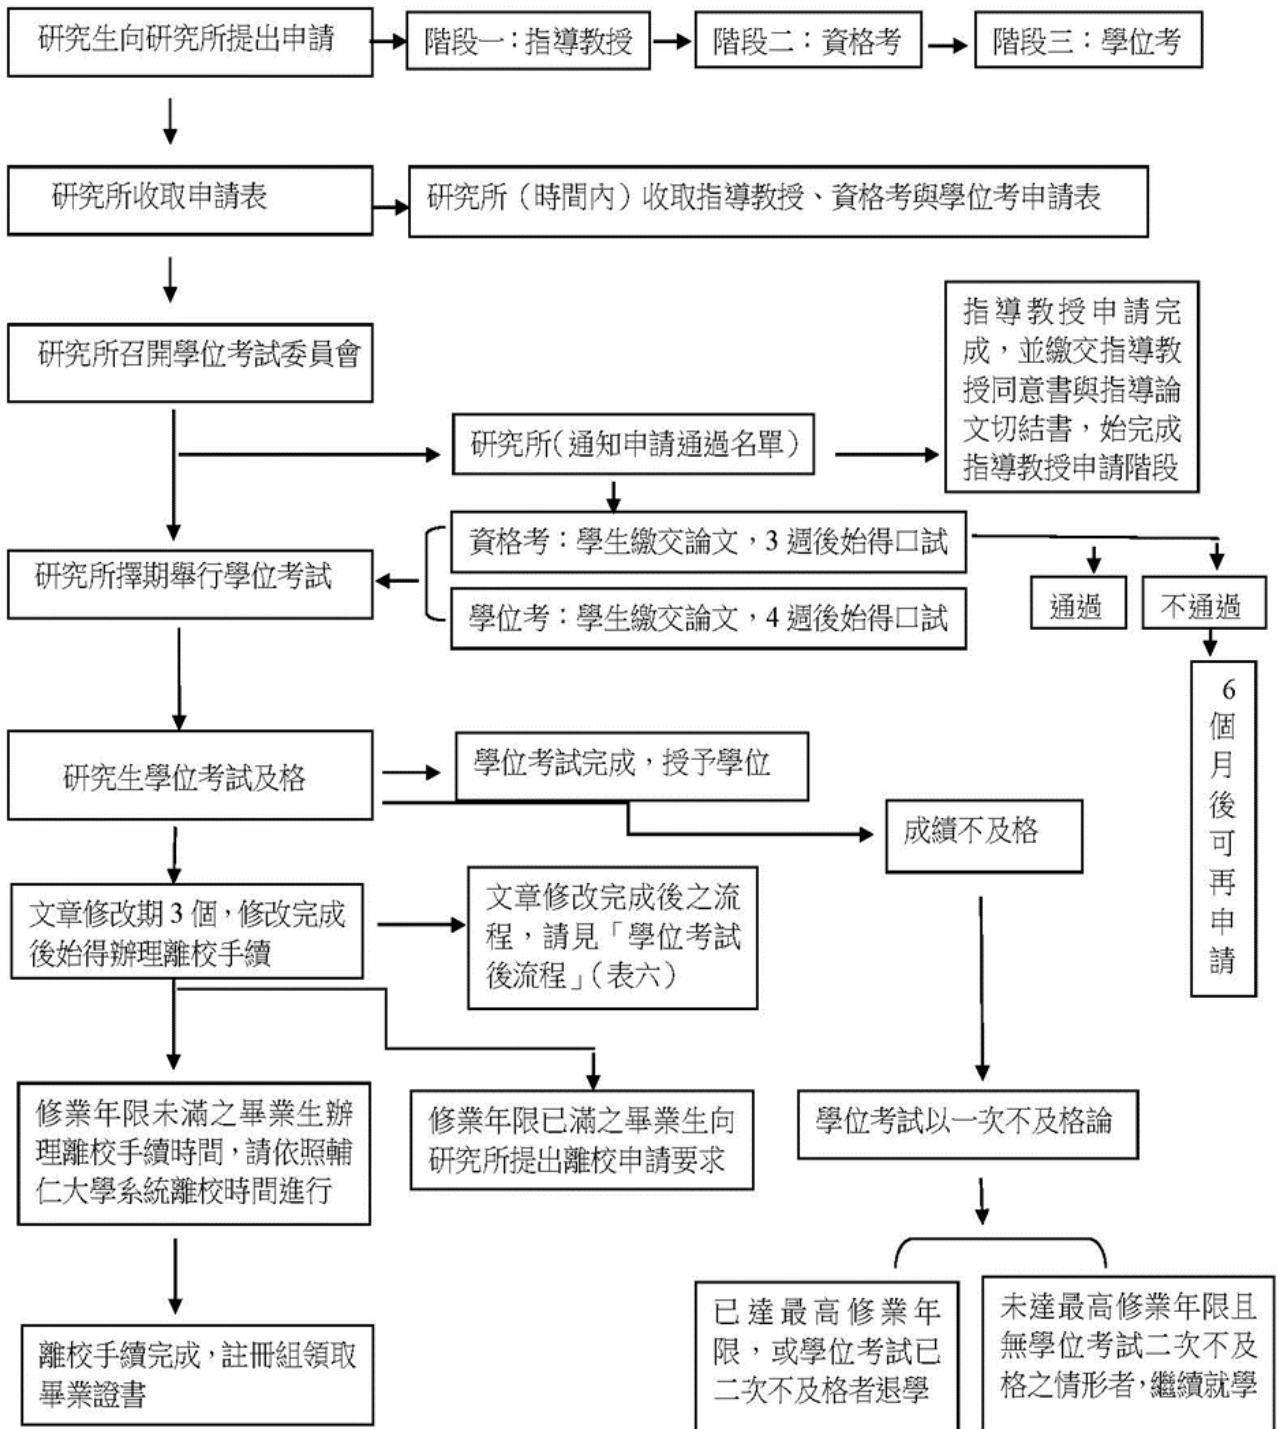 研究生向研究所提出申請
階段一：指導教授
階段二：資格考
階段三：學位考
研究所收取申請表
研究所（時間內）收取指導教授、資格考與學位考申請表
研究所召開學位考試委員會
指導教授申請完
成，並繳交指導教
授同意書與指導論
文切結書，始完成
指導教授申請階段
研究所（通知申請通過名單）
資格考：學生繳交論文，3 週後始得口試
研究所擇期舉行學位考試
學位考：學生繳交論文，4 週後始得口試
通過
不通過
6
個
月
後
可
再
申
請
研究生學位考試及格
學位考試完成，授予學位
成績不及格
文章修改期 3 個，修改完成
後始得辦理離校手續
文章修改完成後之流
程，請見「學位考試
後流程」（表六）
修業年限未滿之畢業生辦
理離校手續時間，請依照輔
仁大學系統離校時間進行
修業年限已滿之畢業生向
研究所提出離校申請要求
學位考試以一次不及格論
離校手續完成，註冊組領取
畢業證書
已達最高修業年
限，或學位考試已
二次不及格者退學
未達最高修業年限且
無學位考試二次不及
格之情形者，繼續就學